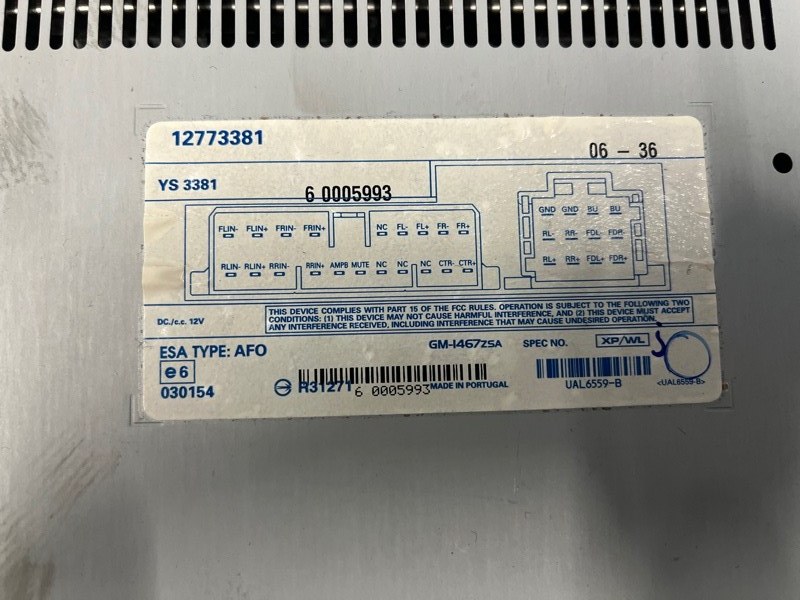 12773381
06 - 36
YS 3381
6 0005993
FLIN- FLIN+ FRIN- FRIN+ NC FL- FL+ FR- FR+
RLIN- RLIN+ RRIN- RRIN+ AMPB MUTE NC NC NC CTR- CTR+
GND GND BU BU
RL- RR- FDL- FDR-
RL+ RR+ FDL+ FDR+
DC./c.c. 12V
THIS DEVICE COMPLIES WITH PART 15 OF THE FCC RULES. OPERATION IS SUBJECT TO THE FOLLOWING TWO
CONDITIONS: (1) THIS DEVICE MAY NOT CAUSE HARMFUL INTERFERENCE, AND (2) THIS DEVICE MUST ACCEPT
ANY INTERFERENCE RECEIVED, INCLUDING INTERFERENCE THAT MAY CAUSE UNDESIRED OPERATION.
ESA TYPE: AFO
GM-I467ZSA SPEC NO. XP/WL
e6
030154
R31271
6 0005993
MADE IN PORTUGAL
UAL6559-B
<UAL6559-B>